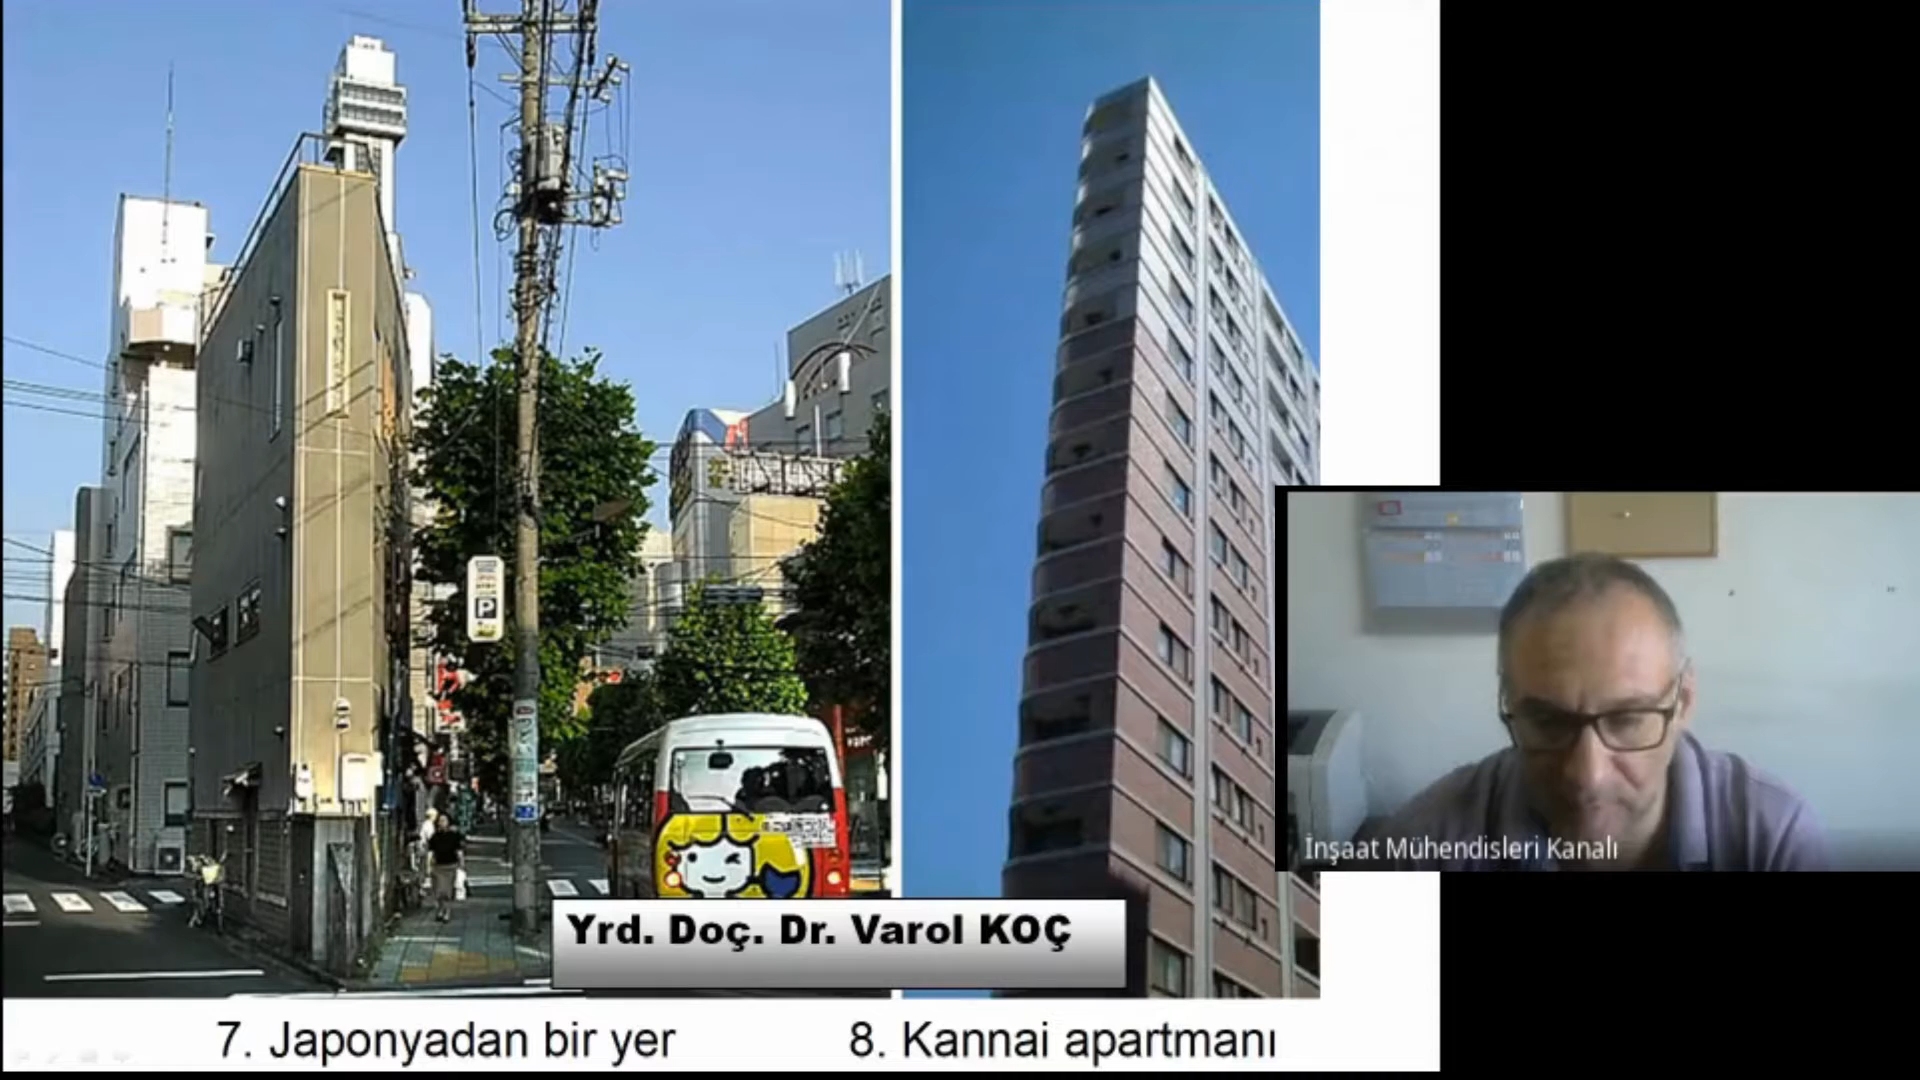 P
İnşaat Mühendisleri Kanalı
Yrd. Doç. Dr. Varol KOÇ
7. Japonyadan bir yer
8. Kannai apartmanı